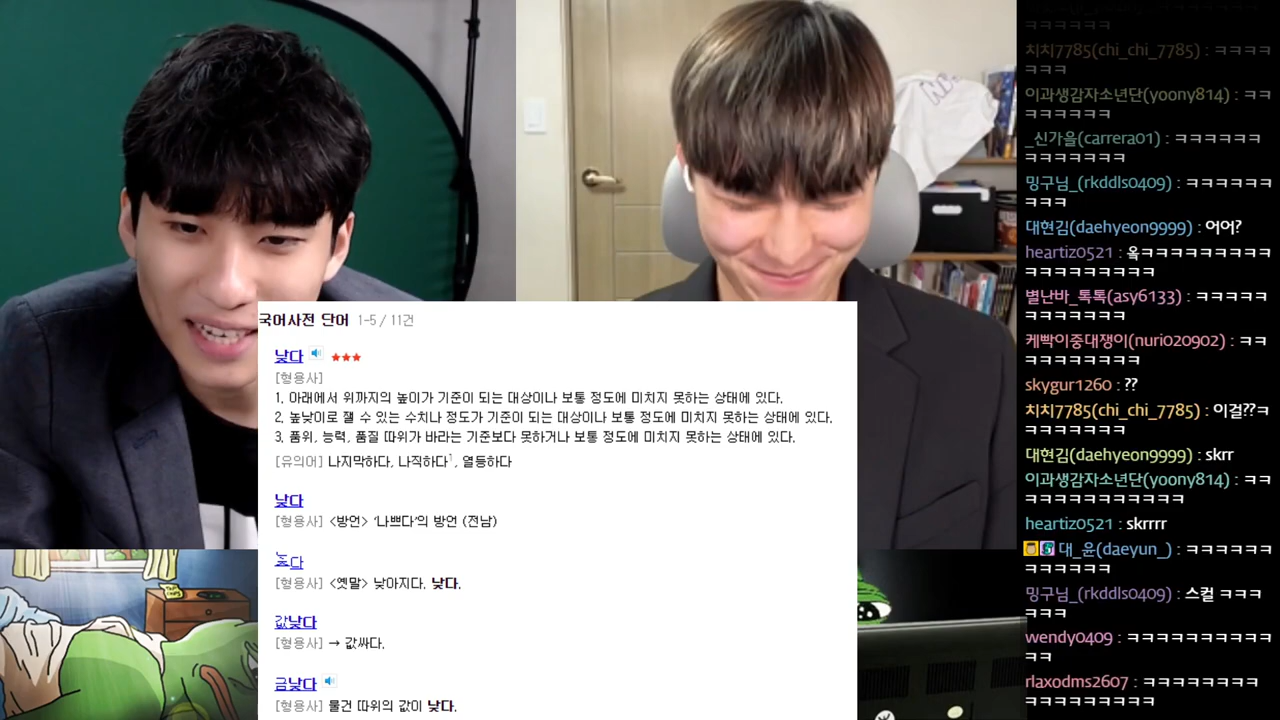 국어사전 단어 1-5 / 11건
낮다 ★★★
[형용사]
1. 아래에서 위까지의 높이가 기준이 되는 대상이나 보통 정도에 미치지 못하는 상태에 있다.
2. 높낮이로 잴 수 있는 수치나 정도가 기준이 되는 대상이나 보통 정도에 미치지 못하는 상태에 있다.
3. 품위, 능력, 품질 따위가 바라는 기준보다 못하거나 보통 정도에 미치지 못하는 상태에 있다.
[유의어] 나지막하다, 나직하다1, 열등하다
낮다
[형용사] <방언> '나쁘다'의 방언 (전남)
[형용사] <옛말> 낮아지다. 낮다.
값낮다
[형용사] → 값싸다.
금낮다
[형용사] 물건 따위의 값이 낮다.
ㅋㅋㅋㅋㅋㅋ
치치7785(chi_chi_7785) : ㅋㅋㅋㅋ
ㅋㅋㅋ
이과생감자소년단(yoony814) : ㅋㅋ
ㅋㅋㅋㅋㅋㅋ
_신가을(carrera01) : ㅋㅋㅋㅋㅋㅋ
ㅋㅋㅋㅋㅋㅋㅋ
밍구님_(rkddls0409) : ㅋㅋㅋㅋㅋㅋ
ㅋㅋㅋ
대현김(daehyeon9999) : 어어?
heartiz0521 : 옼ㅋㅋㅋㅋㅋㅋㅋㅋㅋ
ㅋㅋㅋㅋㅋㅋㅋㅋㅋㅋ
별난바_톡톡(asy6133) : ㅋㅋㅋㅋㅋ
ㅋㅋㅋㅋㅋㅋㅋ
케빡이중대쟁이(nuri020902) : ㅋㅋ
ㅋㅋㅋㅋㅋㅋㅋㅋ
skygur1260 : ??
치치7785(chi_chi_7785) : 이걸??ㅋ
ㅋㅋㅋㅋㅋㅋㅋ
대현김(daehyeon9999) : skrr
이과생감자소년단(yoony814) : ㅋㅋ
ㅋㅋㅋㅋㅋㅋㅋㅋㅋㅋㅋ
heartiz0521 : skrrrr
대_윤(daeyun_) : ㅋㅋㅋㅋㅋㅋ
ㅋㅋㅋㅋㅋㅋ
밍구님_(rkddls0409) : 스컬 ㅋㅋㅋ
ㅋㅋㅋ
wendy0409 : ㅋㅋㅋㅋㅋㅋㅋㅋㅋㅋ
ㅋㅋ
rlaxodms2607 : ㅋㅋㅋㅋㅋㅋㅋㅋ
ㅋㅋㅋㅋㅋㅋㅋㅋㅋ